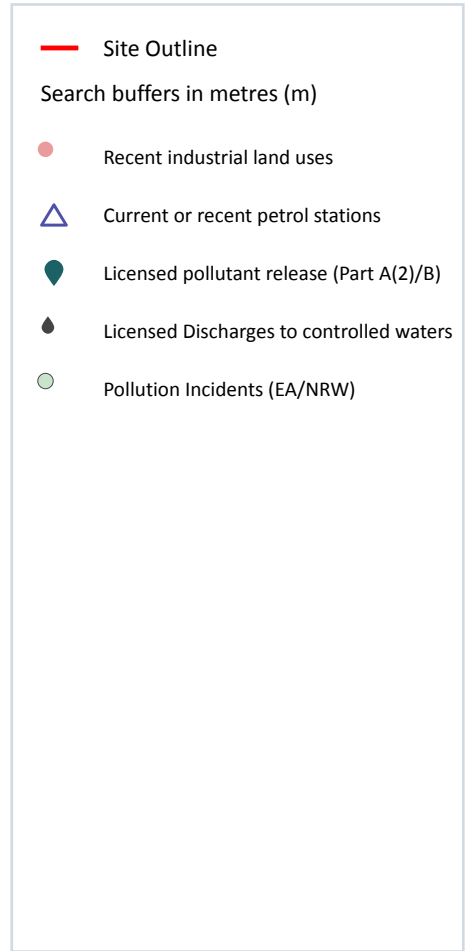 Site Outline
Search buffers in metres (m)
Recent industrial land uses
Current or recent petrol stations
Licensed pollutant release (Part A(2)/B)
Licensed Discharges to controlled waters
Pollution Incidents (EA/NRW)